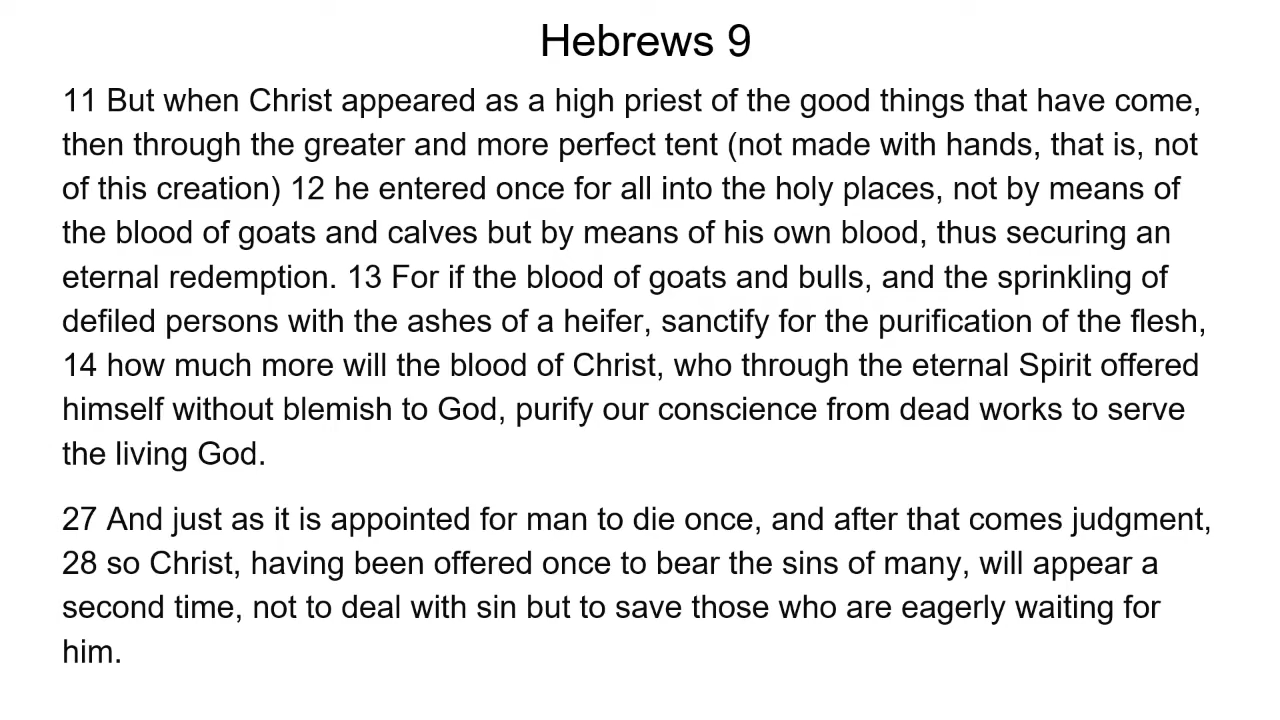 Hebrews 9
11 But when Christ appeared as a high priest of the good things that have come,
then through the greater and more perfect tent (not made with hands, that is, not
of this creation) 12 he entered once for all into the holy places, not by means of
the blood of goats and calves but by means of his own blood, thus securing an
eternal redemption. 13 For if the blood of goats and bulls, and the sprinkling of
defiled persons with the ashes of a heifer, sanctify for the purification of the flesh,
14 how much more will the blood of Christ, who through the eternal Spirit offered
himself without blemish to God, purify our conscience from dead works to serve
the living God.
27 And just as it is appointed for man to die once, and after that comes judgment,
28 so Christ, having been offered once to bear the sins of many, will appear a
second time, not to deal with sin but to save those who are eagerly waiting for
him.